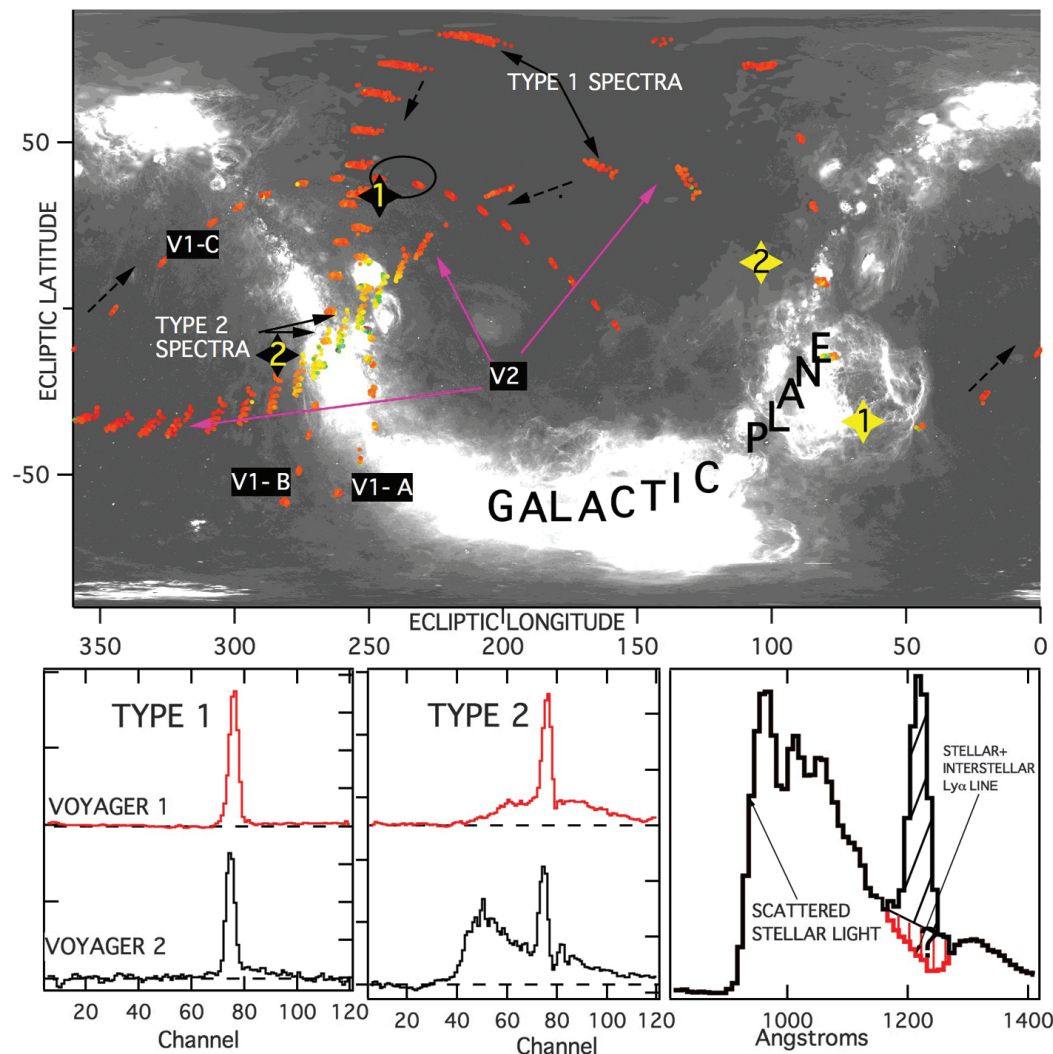 TYPE 1 SPECTRA
50
1
V1-C
2
TYPE 2
SPECTRA
2
V2
1
-50
V1- B
V1- A
GALACTIC PLANE
ECLIPTIC LATITUDE
ECLIPTIC LONGITUDE
360
300
250
200
150
100
50
0
TYPE 1
VOYAGER 1
VOYAGER 2
20
40
60
80
100
120
Channel
TYPE 2
20
40
60
80
100
120
Channel
STELLAR+
INTERSTELLAR
Lyα LINE
SCATTERED
STELLAR LIGHT
1000
1200
1400
Angstroms